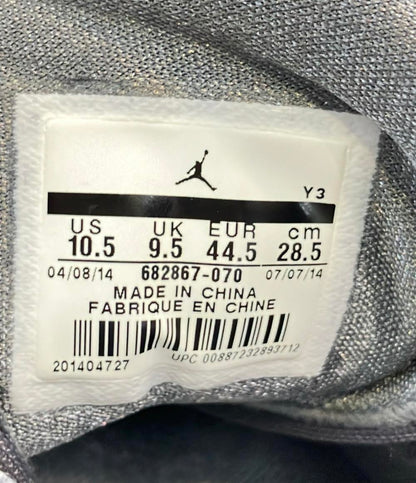 Y3
US UK EUR cm
10.5 9.5 44.5 28.5
04/08/14 682867-070 07/07/14
MADE IN CHINA
FABRIQUE EN CHINE
201404727 UPC 00887232893712